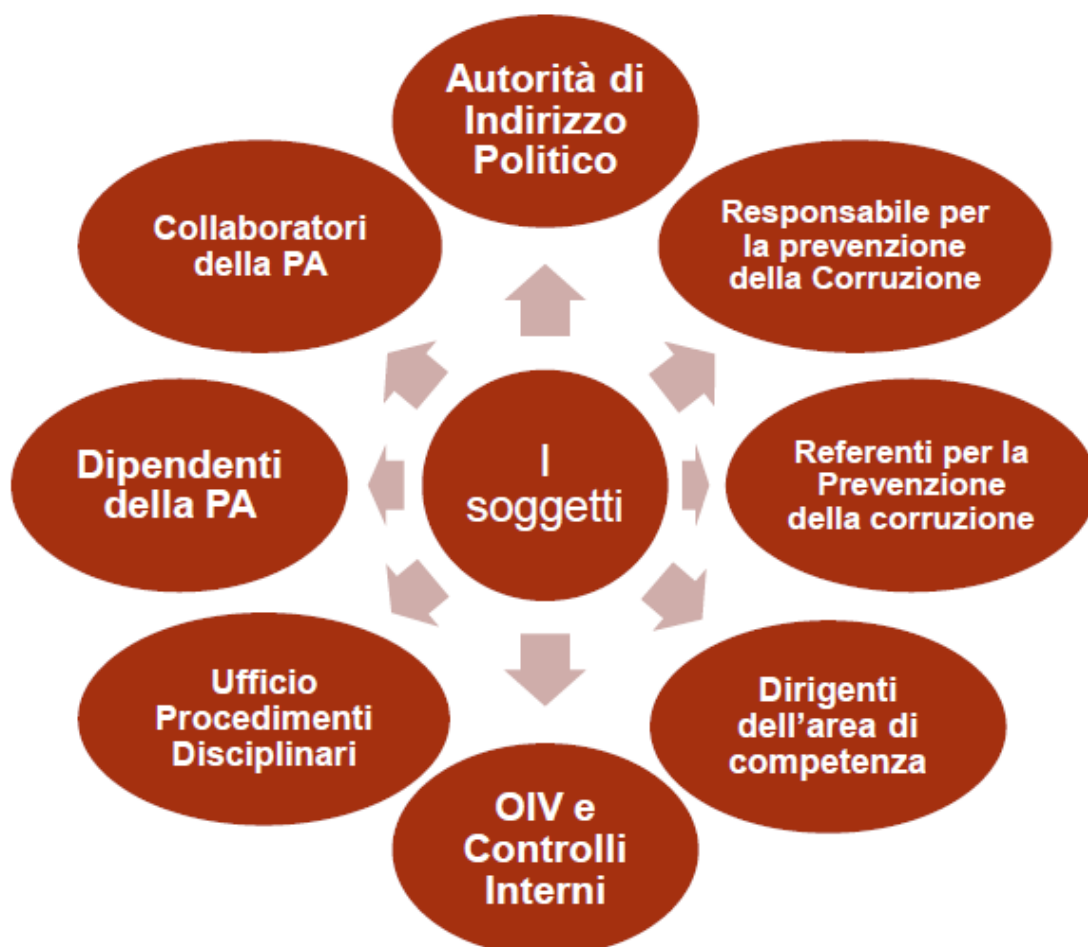 Autorità di
Indirizzo
Politico
Responsabile per
la prevenzione
della Corruzione
Referenti per la
Prevenzione
della corruzione
Dirigenti
dell’area di
competenza
OIV e
Controlli
Interni
Ufficio
Procedimenti
Disciplinari
Dipendenti
della PA
Collaboratori
della PA
I
soggetti